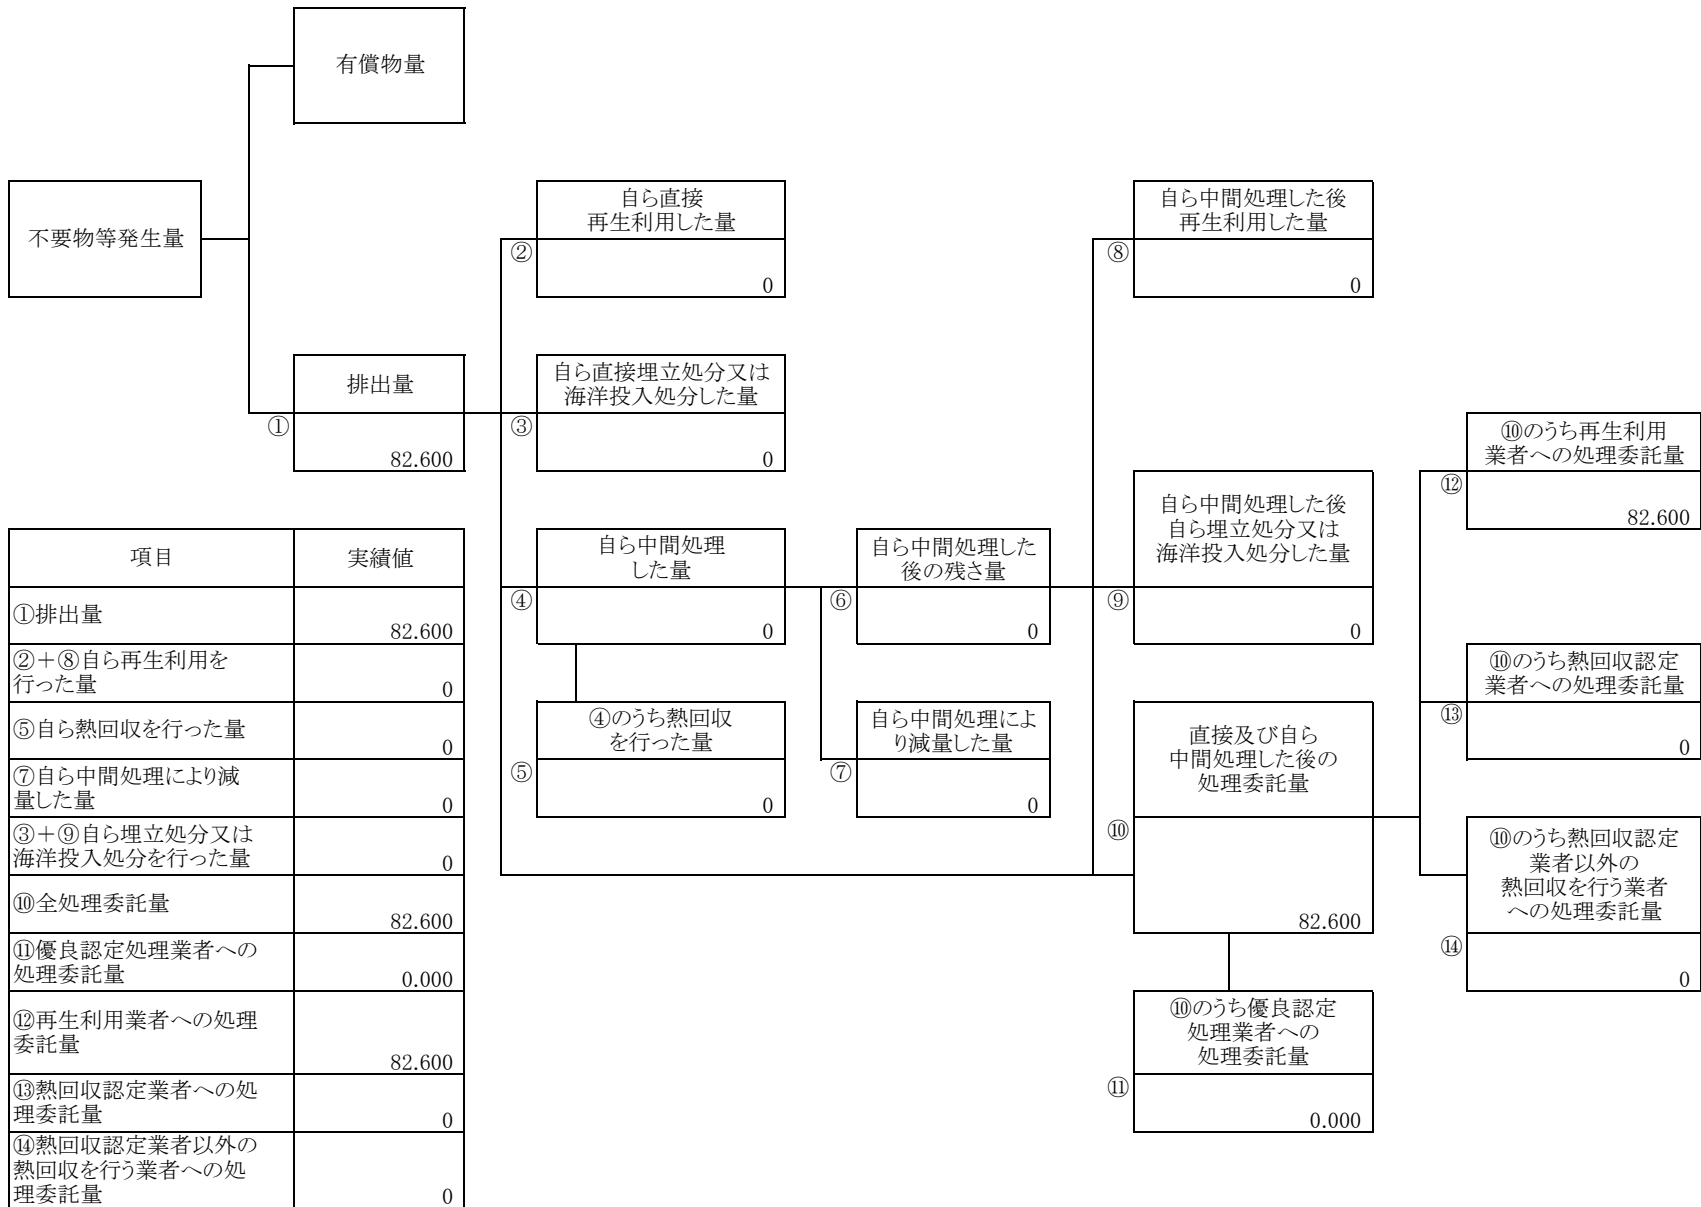 有償物量
不要物等発生量
排出量
①
82.600
自ら直接
再生利用した量
②
0
自ら直接埋立処分又は
海洋投入処分した量
③
0
自ら中間処理
した量
④
0
④のうち熱回収
を行った量
⑤
0
自ら中間処理した
後の残さ量
⑥
0
自ら中間処理によ
り減量した量
⑦
0
自ら中間処理した後
再生利用した量
⑧
0
自ら中間処理した後
自ら埋立処分又は
海洋投入処分した量
⑨
0
直接及び自ら
中間処理した後の
処理委託量
⑩
82.600
⑩のうち優良認定
処理業者への
処理委託量
⑪
0.000
⑩のうち再生利用
業者への処理委託量
⑫
82.600
⑩のうち熱回収認定
業者への処理委託量
⑬
0
⑩のうち熱回収認定
業者以外の
熱回収を行う業者
への処理委託量
⑭
0
項目 実績値
①排出量
82.600
②＋⑧自ら再生利用を
行った量
0
⑤自ら熱回収を行った量
0
⑦自ら中間処理により減
量した量
0
③＋⑨自ら埋立処分又は
海洋投入処分を行った量
0
⑩全処理委託量
82.600
⑪優良認定処理業者への
処理委託量
0.000
⑫再生利用業者への処理
委託量
82.600
⑬熱回収認定業者への処
理委託量
0
⑭熱回収認定業者以外の
熱回収を行う業者への処
理委託量
0